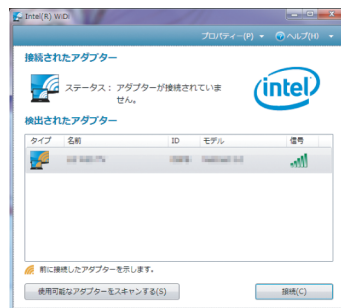 Intel(R) WiDi
プロパティー(P) ヘルプ(H)
接続されたアダプター
ステータス： アダプターが接続されていま
せん。
intel
検出されたアダプター
タイプ 名前 ID モデル 信号
前に接続したアダプターを示します。
使用可能なアダプターをスキャンする(S) 接続(C)